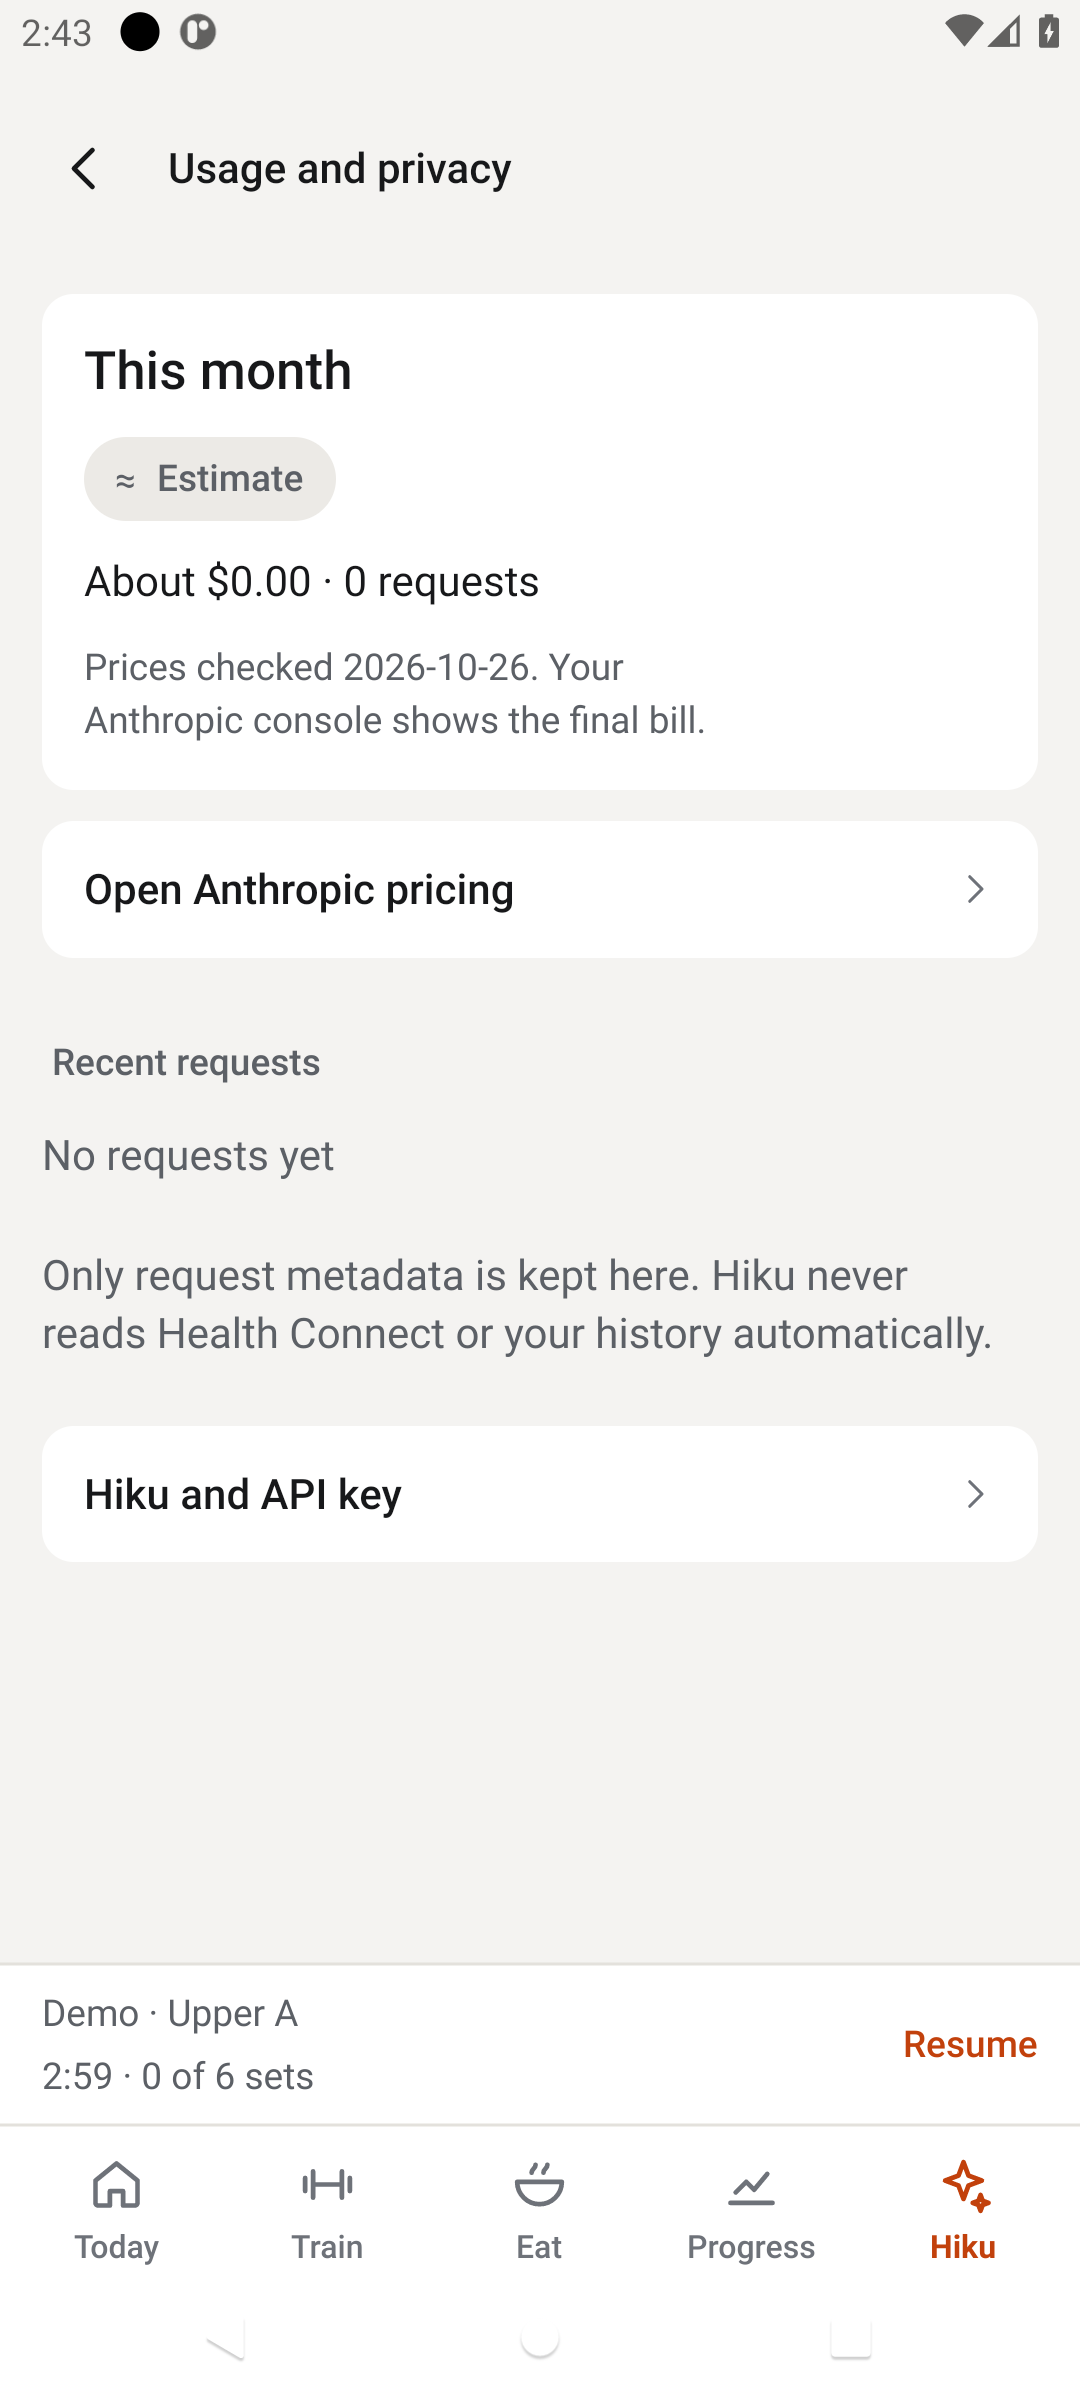 2:43
Usage and privacy
This month
≈ Estimate
About $0.00 · 0 requests
Prices checked 2026-10-26. Your
Anthropic console shows the final bill.
Open Anthropic pricing
Recent requests
No requests yet
Only request metadata is kept here. Hiku never
reads Health Connect or your history automatically.
Hiku and API key
Demo · Upper A
Resume
2:59 · 0 of 6 sets
Today
Train
Eat
Progress
Hiku